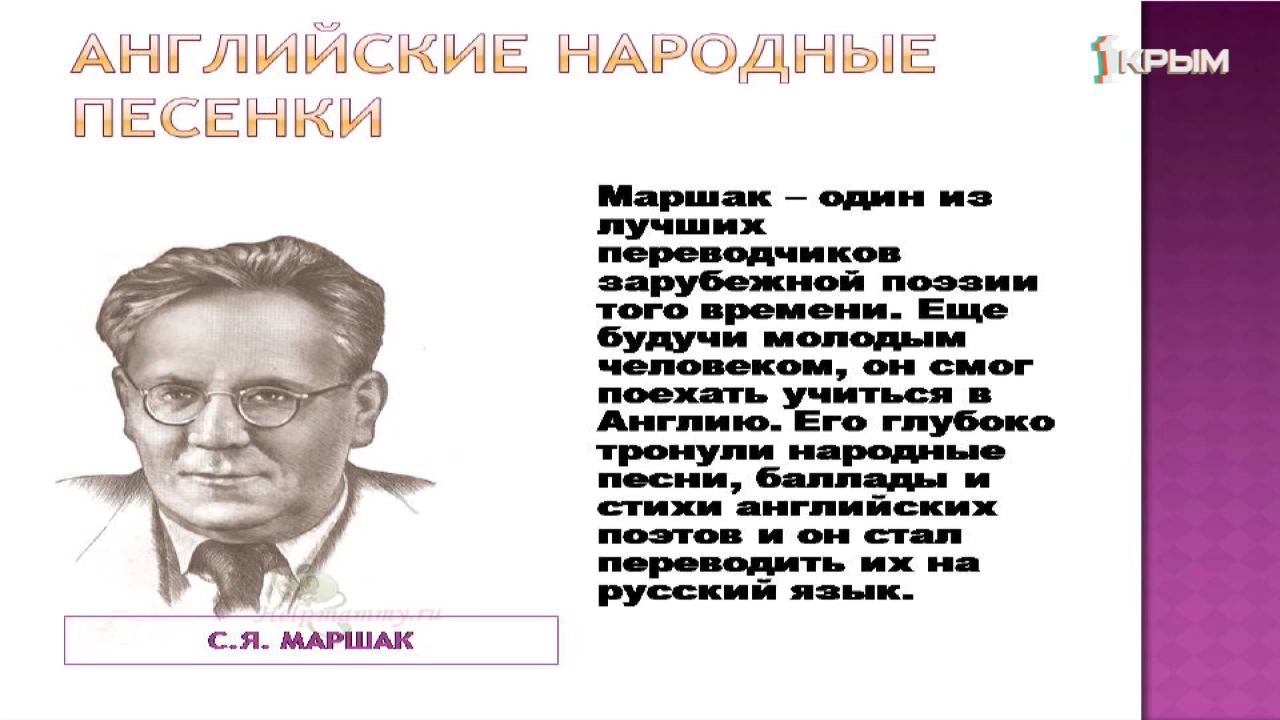 АНГЛИЙСКИЕ НАРОДНЫЕ
ПЕСЕНКИ
1КРЫМ
Маршак – один из
лучших
переводчиков
зарубежной поэзии
того времени. Еще
будучи молодым
человеком, он смог
поехать учиться в
Англию. Его глубоко
тронули народные
песни, баллады и
стихи английских
поэтов и он стал
переводить их на
русский язык.
Helpmammy.ru
С.Я. МАРШАК